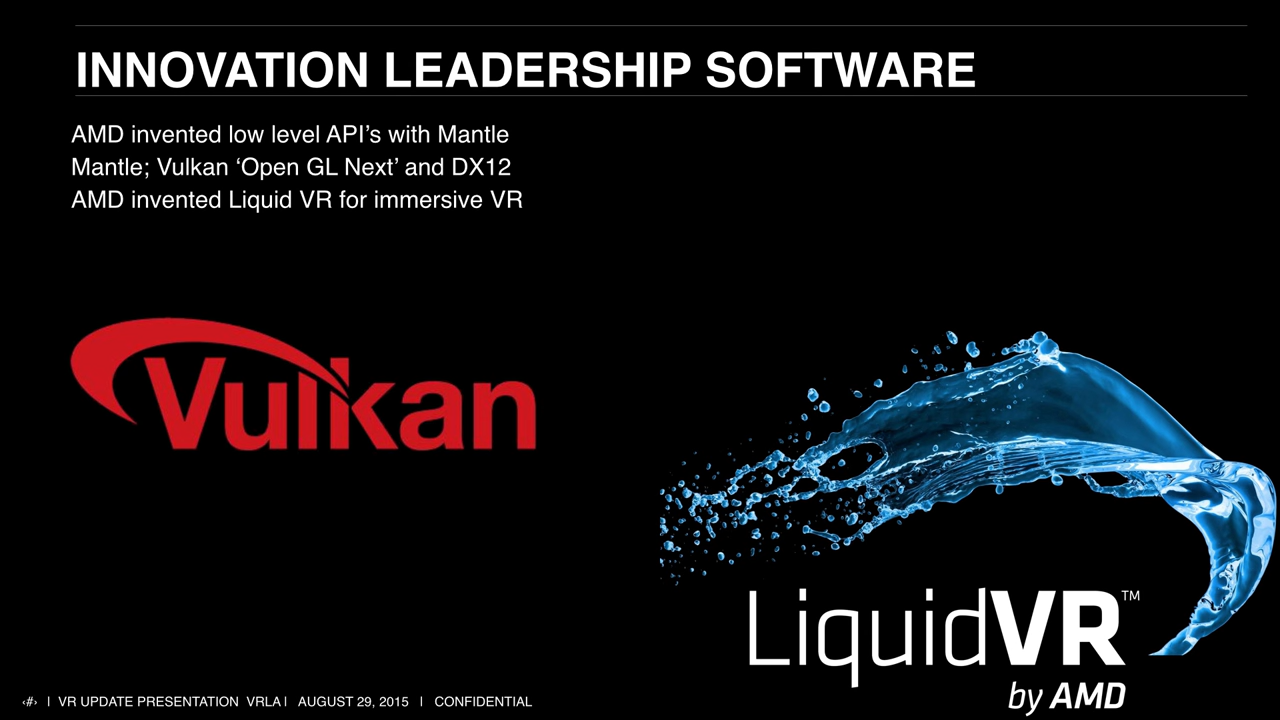 INNOVATION LEADERSHIP SOFTWARE
AMD invented low level API’s with Mantle
Mantle; Vulkan ‘Open GL Next’ and DX12
AMD invented Liquid VR for immersive VR
Vulkan
LiquidVR™
by AMD
‹#› | VR UPDATE PRESENTATION VRLA | AUGUST 29, 2015 | CONFIDENTIAL